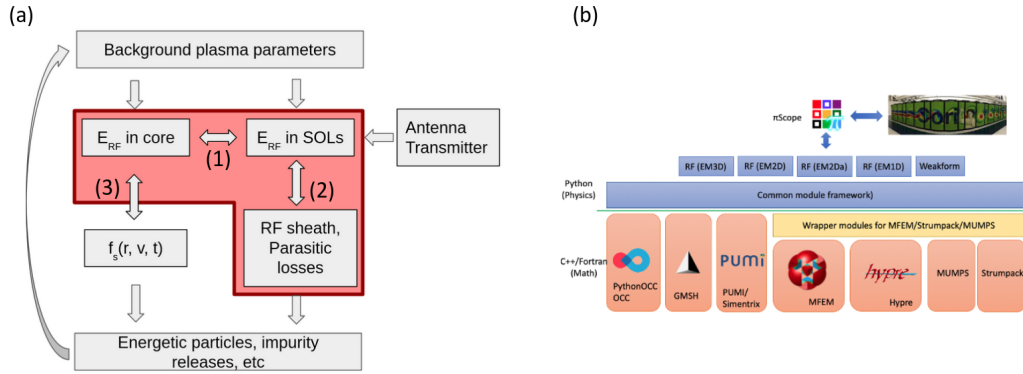 (a)
Background plasma parameters
E_RF in core
(1)
E_RF in SOLs
Antenna
Transmitter
(3)
(2)
f_s(r, v, t)
RF sheath,
Parasitic
losses
Energetic particles, impurity
releases, etc
(b)
πScope
Cori
RF (EM3D)
RF (EM2D)
RF (EM2Da)
RF (EM1D)
Weakform
Python
(Physics)
Common module framework)
Wrapper modules for MFEM/Strumpack/MUMPS
C++/Fortran
(Math)
PythonOCC
OCC
GMSH
PUMi
PUMI/
Simentrix
MFEM
hypre
Hypre
MUMPS
Strumpack